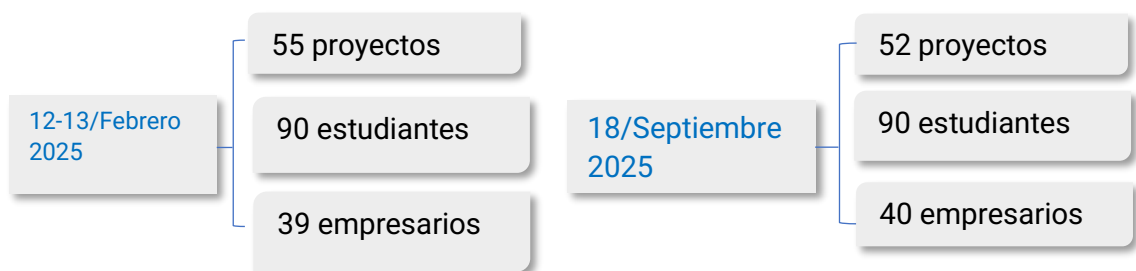 12-13/Febrero
2025
55 proyectos
90 estudiantes
39 empresarios
18/Septiembre
2025
52 proyectos
90 estudiantes
40 empresarios